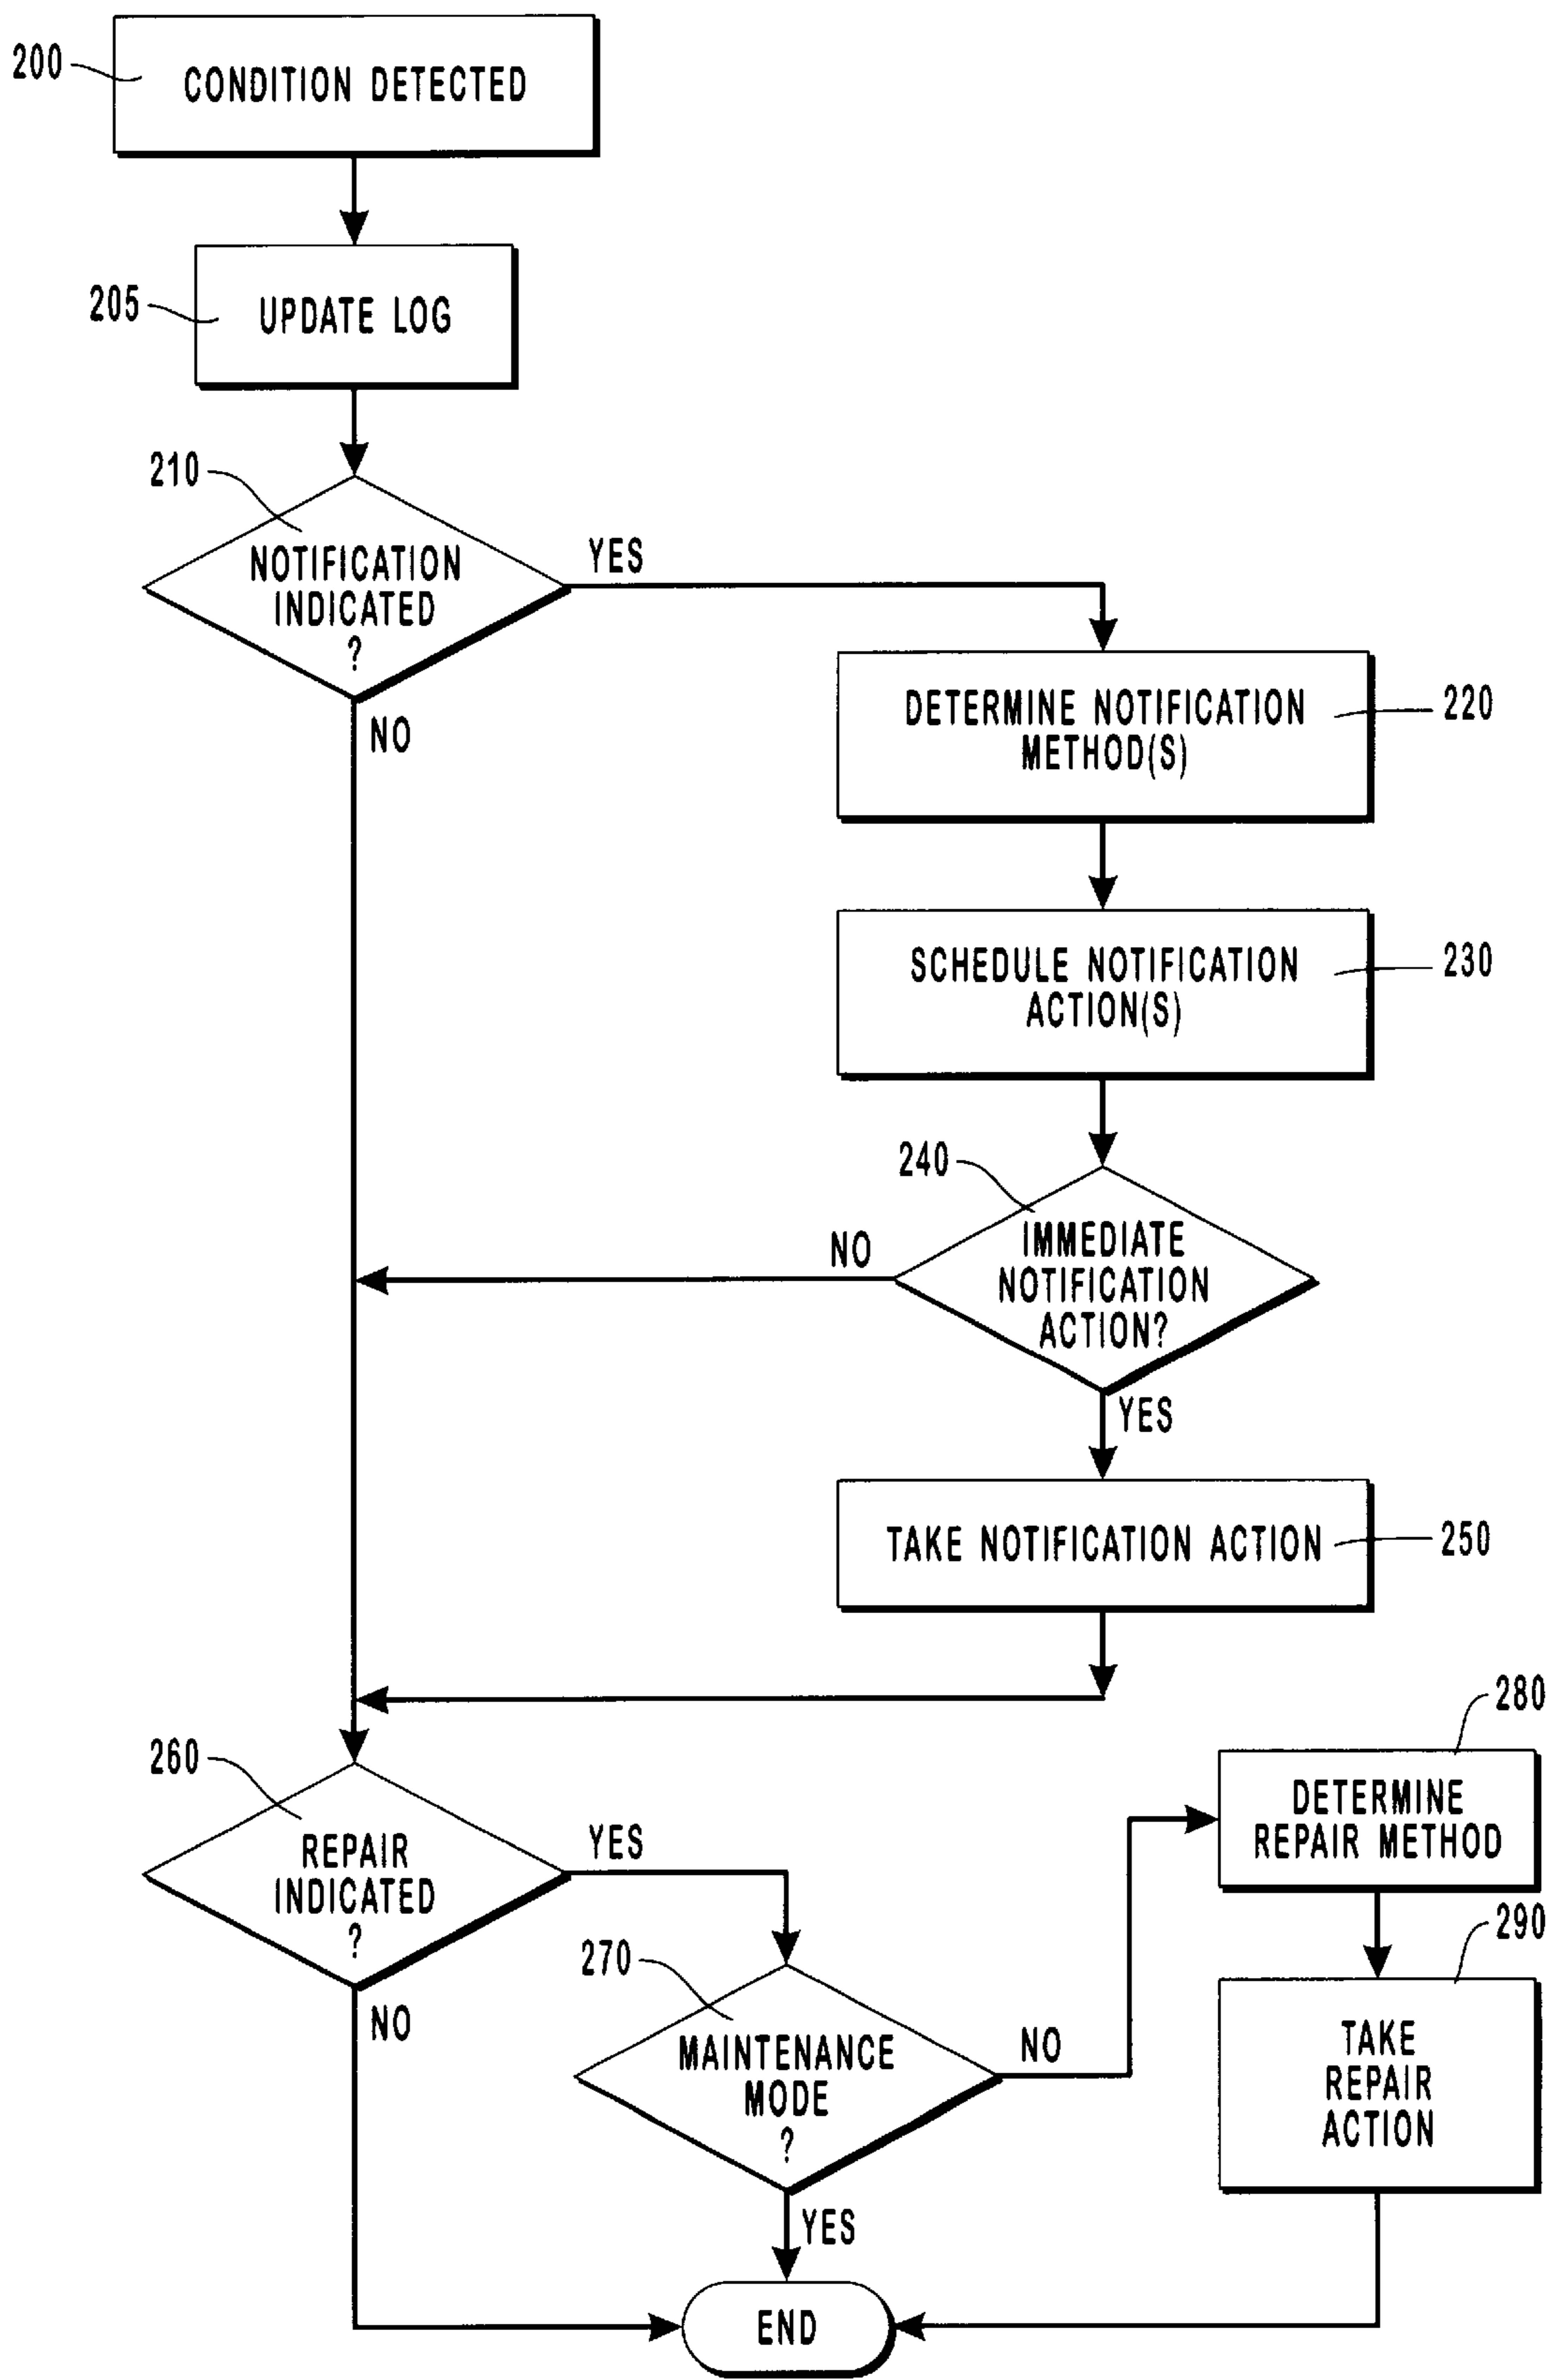 200
CONDITION DETECTED
205
UPDATE LOG
210
NOTIFICATION
INDICATED
?
YES
NO
DETERMINE NOTIFICATION
METHOD(S)
220
SCHEDULE NOTIFICATION
ACTION(S)
230
240
IMMEDIATE
NOTIFICATION
ACTION?
NO
YES
TAKE NOTIFICATION ACTION
250
260
REPAIR
INDICATED
?
YES
NO
270
MAINTENANCE
MODE
?
NO
YES
280
DETERMINE
REPAIR METHOD
290
TAKE
REPAIR
ACTION
END